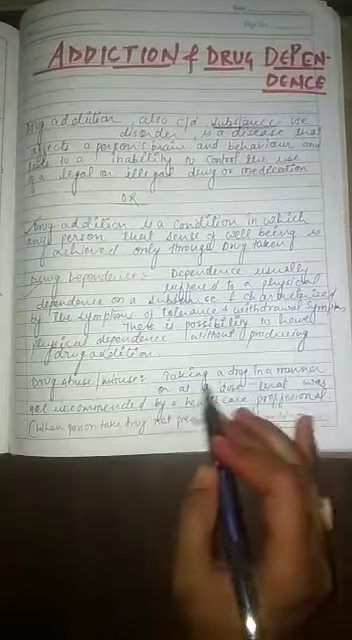 Date
Page No.
ADDICTION & DRUG DEPEN-
DENCE
Drug addiction also c/d substance use
disorder, is a disease that
affects a person's brain and behaviour and
leads to a inability to control the use
of a legal or illegal drug or medication
OR
Drug addiction is a condition in which
any person that sense of well being is
achieved only through Drug taken
Drug Dependence: Dependence usually
to a physical
dependence on a substance & characterized
by the symptoms of tolerance & withdrawal symptom
There is possibility to have
physical dependence without producing
drug addiction.
Drug Abuse/misuse: Taking a drug in a manner
or at a dose that was
not recommended by a health care proffessional.
(When person take drug not